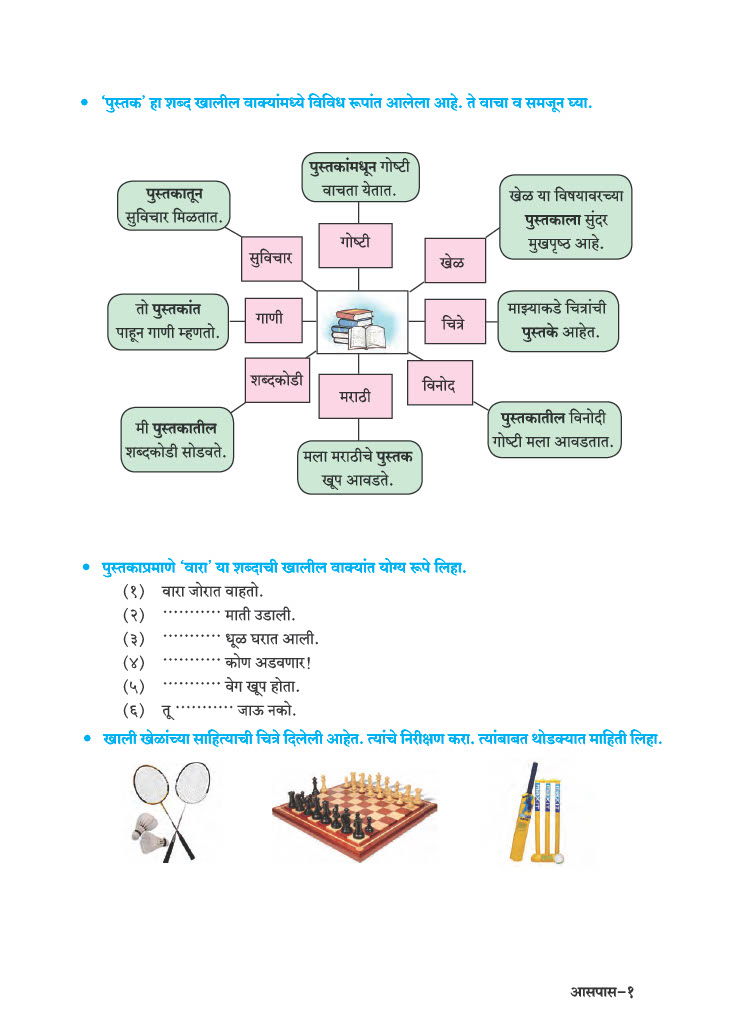 • ‘पुस्तक’ हा शब्द खालील वाक्यांमध्ये विविध रूपांत आलेला आहे. ते वाचा व समजून घ्या.
पुस्तकांमधून गोष्टी
वाचता येतात.
पुस्तकातून
सुविचार मिळतात.
खेळ या विषयावरच्या
पुस्तकाला सुंदर
मुखपृष्ठ आहे.
गोष्टी
सुविचार
खेळ
तो पुस्तकांत
पाहून गाणी म्हणतो.
गाणी
चित्रे
माझ्याकडे चित्रांची
पुस्तके आहेत.
शब्दकोडी
मराठी
विनोद
मी पुस्तकातील
शब्दकोडी सोडवते.
मला मराठीचे पुस्तक
खूप आवडते.
पुस्तकातील विनोदी
गोष्टी मला आवडतात.
• पुस्तकाप्रमाणे ‘वारा’ या शब्दाची खालील वाक्यांत योग्य रूपे लिहा.
(१) वारा जोरात वाहतो.
(२) ........... माती उडाली.
(३) ........... धूळ घरात आली.
(४) ........... कोण अडवणार!
(५) ........... वेग खूप होता.
(६) तू ........... जाऊ नको.
• खाली खेळांच्या साहित्याची चित्रे दिलेली आहेत. त्यांचे निरीक्षण करा. त्यांबाबत थोडक्यात माहिती लिहा.
आसपास–१